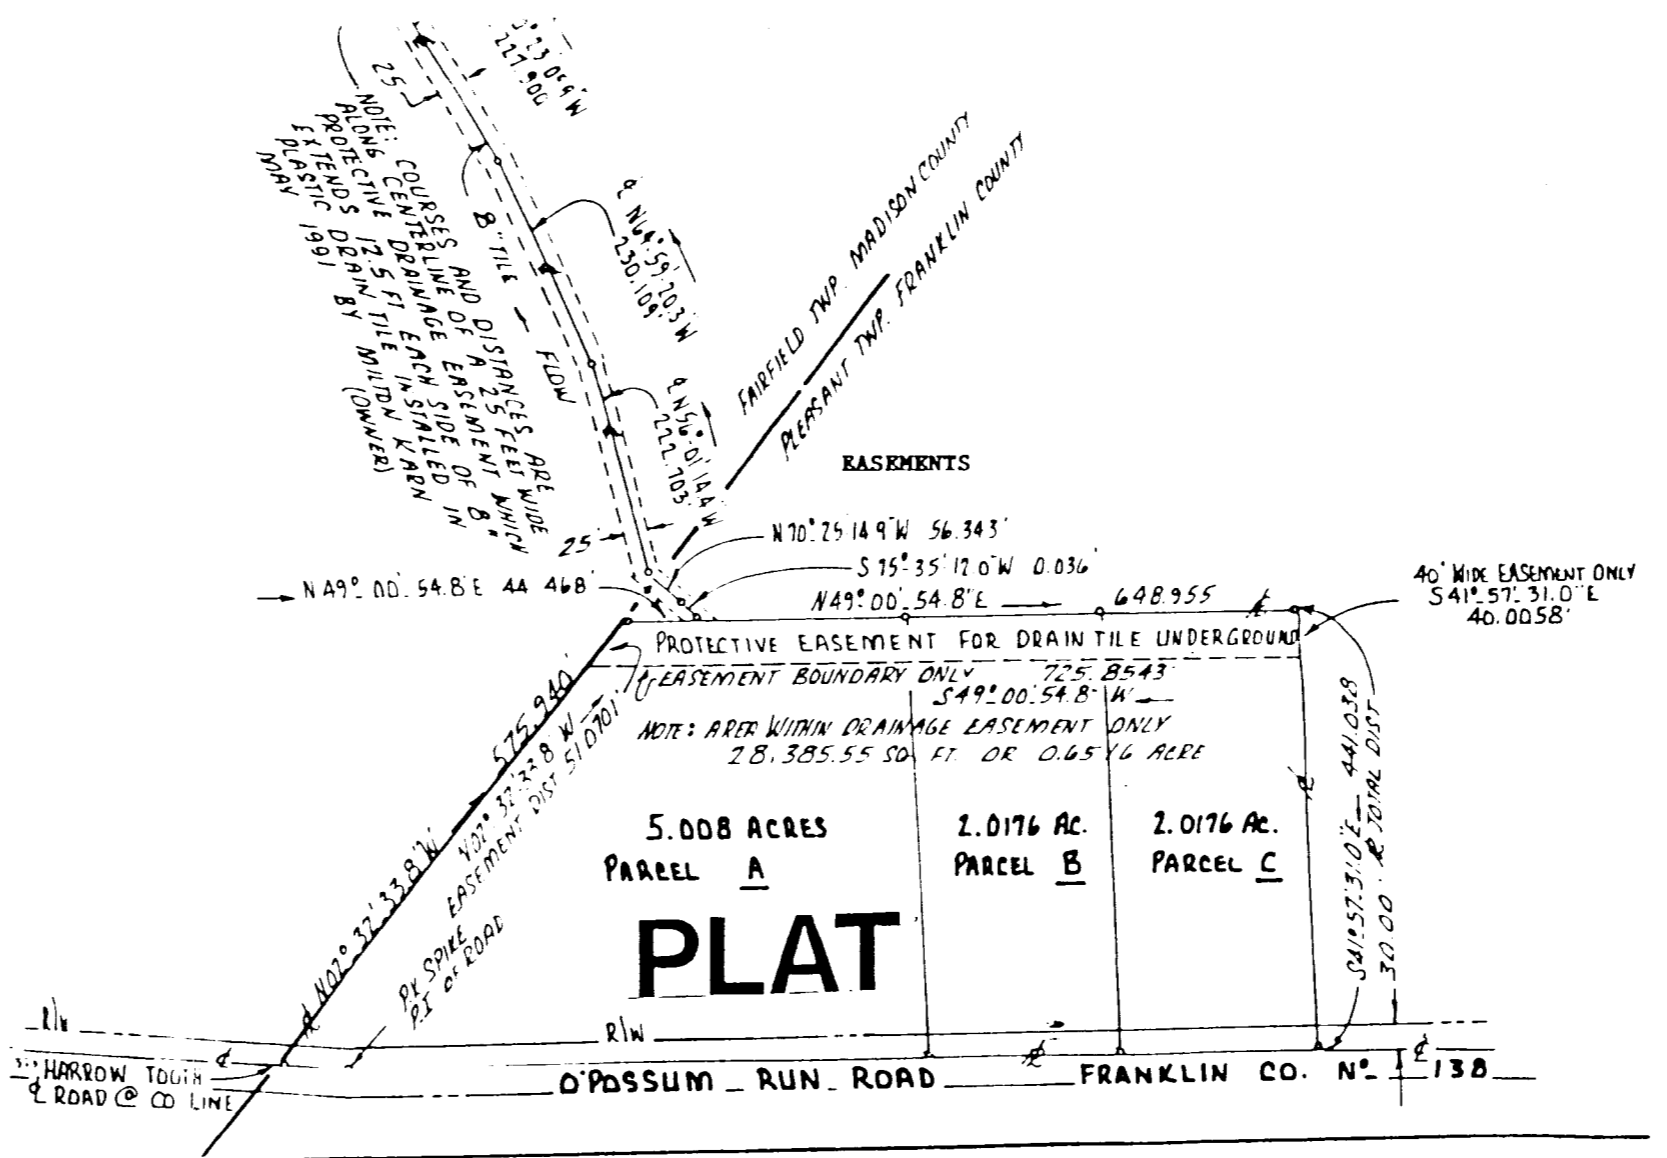 23' 05.9" W
227.900
25
NOTE: COURSES AND DISTANCES ARE
ALONG CENTERLINE OF A 25 FEET WIDE
PROTECTIVE DRAINAGE EASEMENT WHICH
EXTENDS 12.5 FT. EACH SIDE OF 8"
PLASTIC DRAIN TILE INSTALLED IN
MAY 1991 BY MILTON KARN
(OWNER)
8" TILE
FLOW
℄ N64°-59'.20.3"W
230.109'
℄ N56°-01'14.4"W
222.703'
FAIRFIELD TWP. MADISON COUNTY
PLEASANT TWP. FRANKLIN COUNTY
EASEMENTS
25'
N70°-25'14.9"W 56.343'
S75°-35'12.0"W 0.036'
N49°-00'-54.8"E 44.468'
N49°00'-54.8"E
648.955
40' WIDE EASEMENT ONLY
S41°-57'-31.0"E
40.0058'
PROTECTIVE EASEMENT FOR DRAIN TILE UNDERGROUND
EASEMENT BOUNDARY ONLY 725.8543'
S49°00'.54.8" W
NOTE: AREA WITHIN DRAINAGE EASEMENT ONLY
28,385.55 SQ FT. OR 0.6516 ACRE
575.940'
N02°-32'-33.8"W
N02°-32'-33.8" W
EASEMENT DIST 51.0701'
PK SPIKE
P.I OF ROAD
5.008 ACRES
PARCEL A
2.0176 AC.
PARCEL B
2.0176 AC.
PARCEL C
S41°-57'.31.0"E 441.038
TOTAL DIST
30.00'
PLAT
R/W
R/W
℄
HARROW TOOTH
℄ ROAD @ CO LINE
O'POSSUM RUN ROAD
FRANKLIN CO. Nº 138
℄